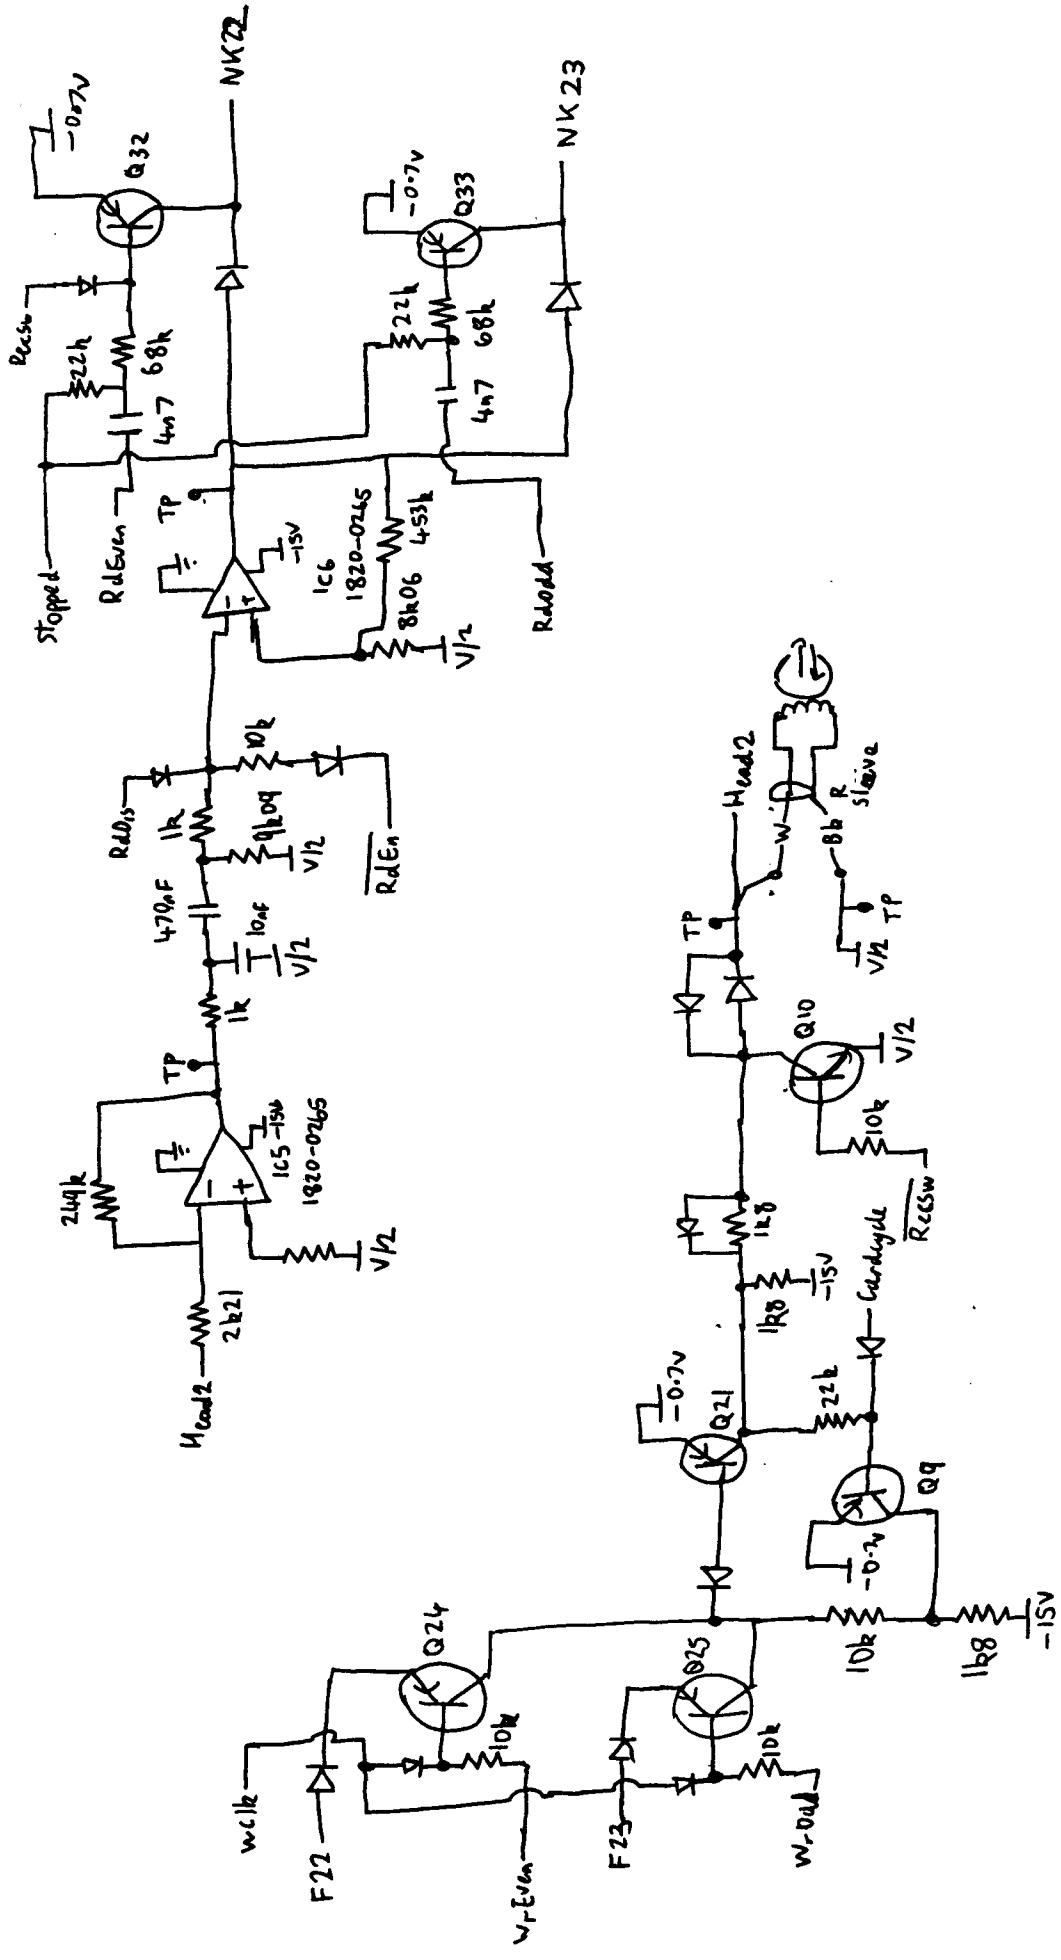 Stopped
RdEven
Recsw
22k
4n7
68k
Q32
-0.7V
NK22
Head2
2k21
249k
IC5
-15V
1820-0265
V/2
TP
1k
10nF
V/2
470nF
9k09
V/2
1k
RdDis
10k
RdEn
IC6
1820-0265
-15V
TP
8k06
453k
V/2
RdOdd
4n7
22k
68k
Q33
-0.7V
NK23
wclk
F22
WrEven
10k
Q24
F23
WrOdd
10k
Q25
10k
1k8
-15V
Q9
-0.7V
22k
Cardcycle
Q21
-0.7V
1k8
-15V
1k8
Q10
10k
Recsw
V/2
TP
Head2
W
Bk
R
Sleeve
V/2
TP